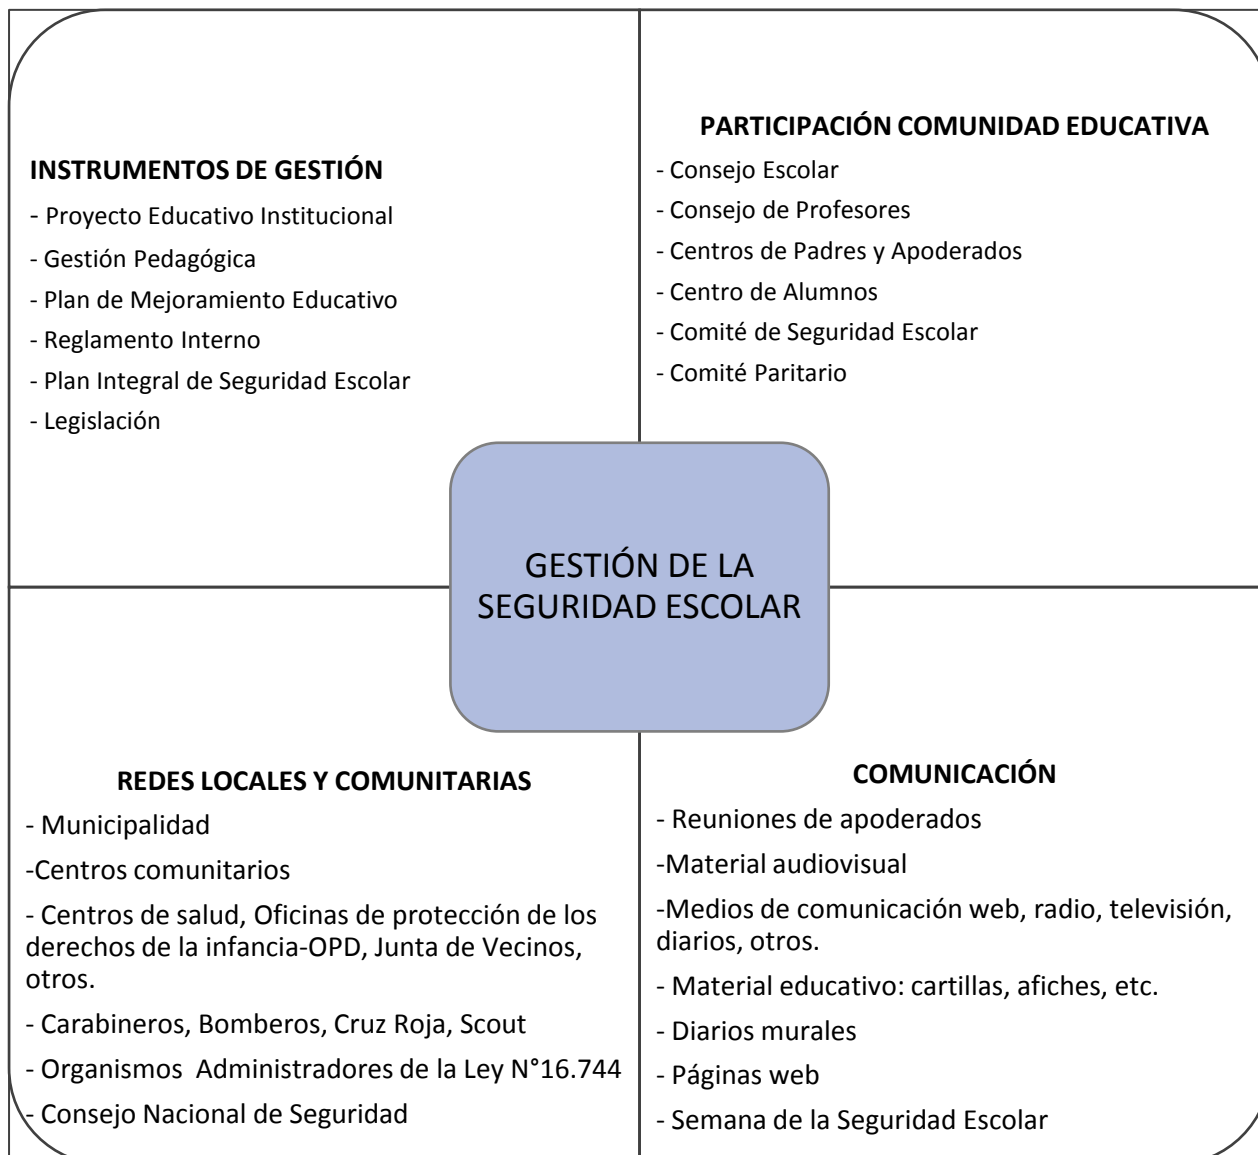 INSTRUMENTOS DE GESTIÓN
- Proyecto Educativo Institucional
- Gestión Pedagógica
- Plan de Mejoramiento Educativo
- Reglamento Interno
- Plan Integral de Seguridad Escolar
- Legislación
PARTICIPACIÓN COMUNIDAD EDUCATIVA
- Consejo Escolar
- Consejo de Profesores
- Centros de Padres y Apoderados
- Centro de Alumnos
- Comité de Seguridad Escolar
- Comité Paritario
GESTIÓN DE LA
SEGURIDAD ESCOLAR
REDES LOCALES Y COMUNITARIAS
- Municipalidad
-Centros comunitarios
- Centros de salud, Oficinas de protección de los
derechos de la infancia-OPD, Junta de Vecinos,
otros.
- Carabineros, Bomberos, Cruz Roja, Scout
- Organismos Administradores de la Ley N°16.744
- Consejo Nacional de Seguridad
COMUNICACIÓN
- Reuniones de apoderados
-Material audiovisual
-Medios de comunicación web, radio, televisión,
diarios, otros.
- Material educativo: cartillas, afiches, etc.
- Diarios murales
- Páginas web
- Semana de la Seguridad Escolar